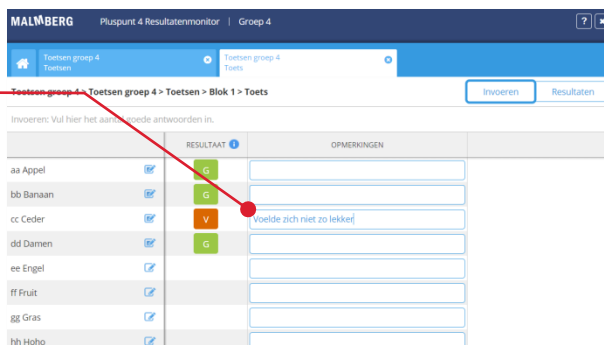 MALMBERG Pluspunt 4 Resultatenmonitor | Groep 4 ?
Toetsen groep 4 Toetsen groep 4
Toetsen Toets
Toetsen groep 4 > Toetsen groep 4 > Toetsen > Blok 1 > Toets Invoeren Resultaten
Invoeren: Vul hier het aantal goede antwoorden in.
RESULTAAT i OPMERKINGEN
aa Appel G
bb Banaan G
cc Ceder V Voelde zich niet zo lekker
dd Damen G
ee Engel
ff Fruit
gg Gras
hh Hoho